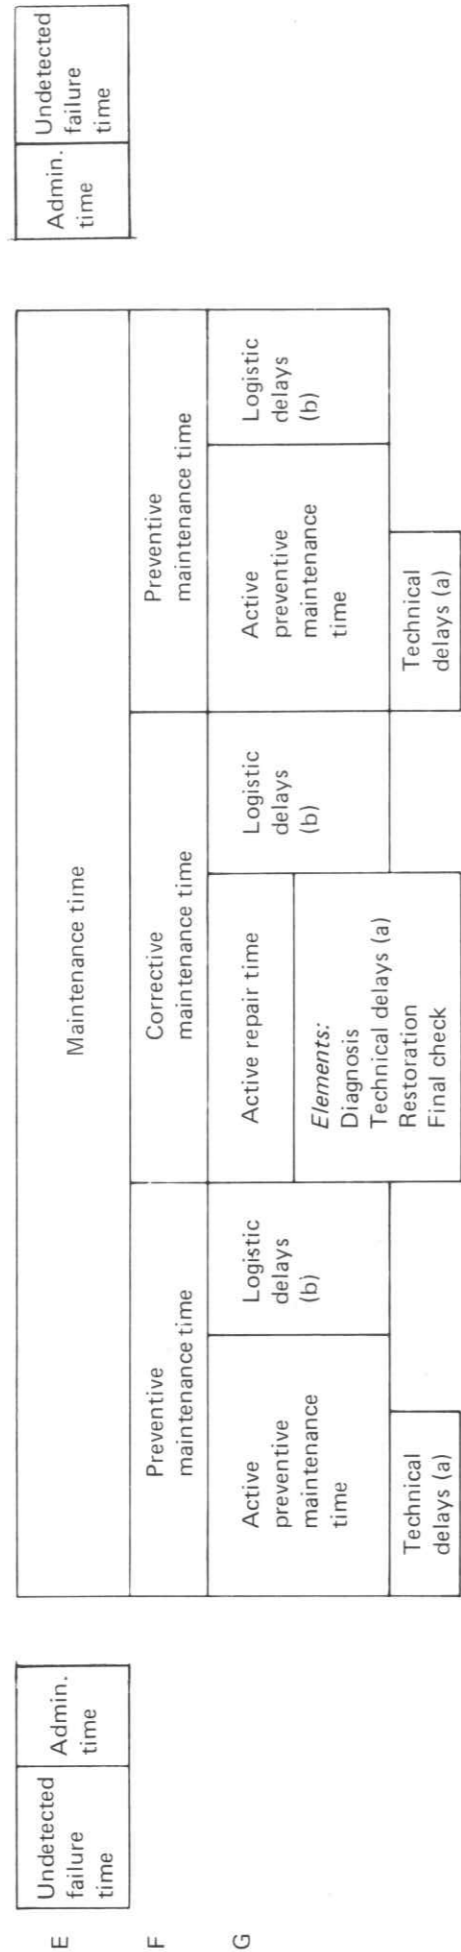 E
Undetected
failure
time
Admin.
time
Maintenance time
Admin.
time
Undetected
failure
time
F
Preventive
maintenance time
Corrective
maintenance time
Preventive
maintenance time
G
Active
preventive
maintenance
time
Logistic
delays
(b)
Active repair time
Logistic
delays
(b)
Active
preventive
maintenance
time
Logistic
delays
(b)
Elements:
Diagnosis
Technical delays (a)
Restoration
Final check
Technical
delays (a)
Technical
delays (a)